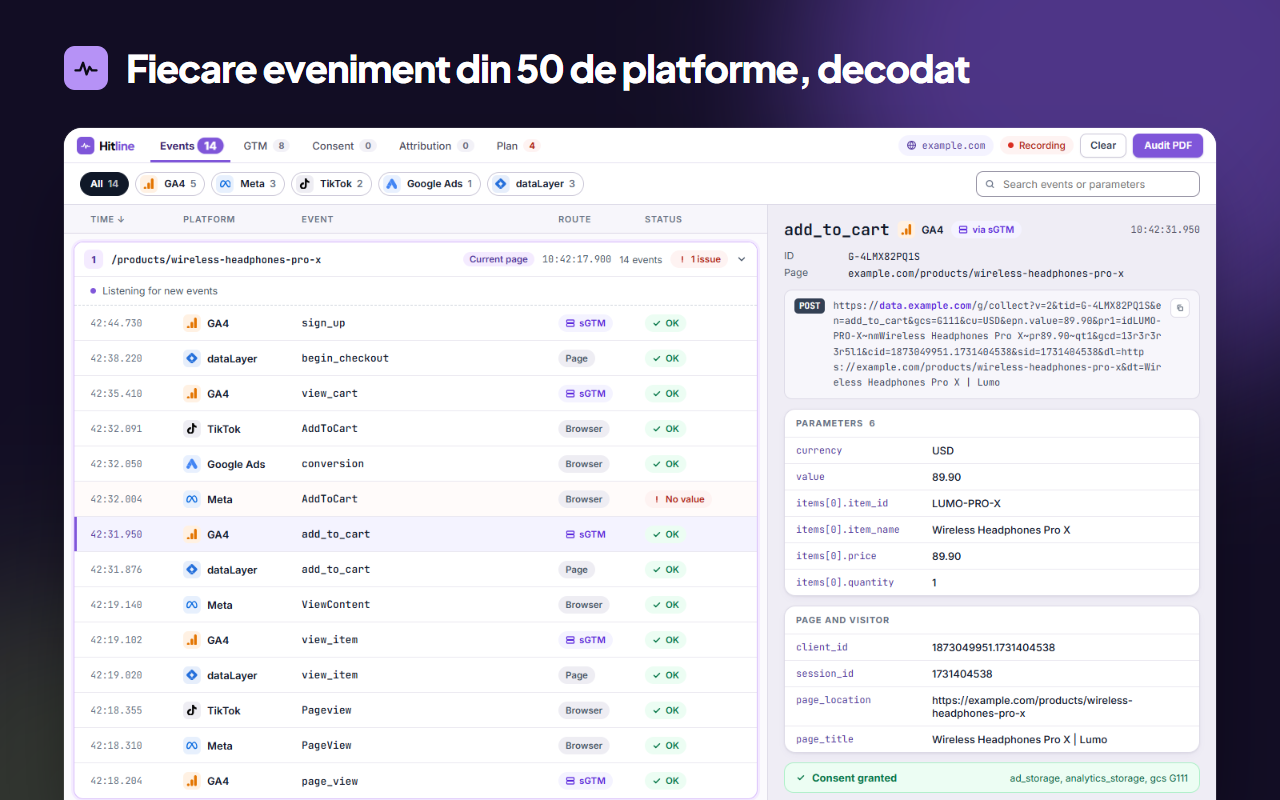 Fiecare eveniment din 50 de platforme, decodat
Hitline Events 14 GTM 8 Consent 0 Attribution 0 Plan 4 example.com Recording Clear Audit PDF
All 14 GA4 5 Meta 3 TikTok 2 Google Ads 1 dataLayer 3 Search events or parameters
TIME ↓ PLATFORM EVENT ROUTE STATUS
1 /products/wireless-headphones-pro-x Current page 10:42:17.900 14 events ! 1 issue
Listening for new events
42:44.730 GA4 sign_up sGTM OK
42:38.220 dataLayer begin_checkout Page OK
42:35.410 GA4 view_cart sGTM OK
42:32.091 TikTok AddToCart Browser OK
42:32.050 Google Ads conversion Browser OK
42:32.004 Meta AddToCart Browser ! No value
42:31.950 GA4 add_to_cart sGTM OK
42:31.876 dataLayer add_to_cart Page OK
42:19.140 Meta ViewContent Browser OK
42:19.102 GA4 view_item sGTM OK
42:19.020 dataLayer view_item Page OK
42:18.355 TikTok Pageview Browser OK
42:18.310 Meta PageView Browser OK
42:18.204 GA4 page_view sGTM OK
add_to_cart GA4 via sGTM 10:42:31.950
ID G-4LMX82PQ1S
Page example.com/products/wireless-headphones-pro-x
POST https://data.example.com/g/collect?v=2&tid=G-4LMX82PQ1S&e
n=add_to_cart&gcs=G111&cu=USD&epn.value=89.90&pr1=idLUMO-
PRO-X~nmWireless Headphones Pro X~pr89.90~qt1&gcd=13r3r3r
3r5l1&cid=1873049951.1731404538&sid=1731404538&dl=http
s://example.com/products/wireless-headphones-pro-x&dt=Wir
eless Headphones Pro X | Lumo
PARAMETERS 6
currency USD
value 89.90
items[0].item_id LUMO-PRO-X
items[0].item_name Wireless Headphones Pro X
items[0].price 89.90
items[0].quantity 1
PAGE AND VISITOR
client_id 1873049951.1731404538
session_id 1731404538
page_location https://example.com/products/wireless-
headphones-pro-x
page_title Wireless Headphones Pro X | Lumo
Consent granted ad_storage, analytics_storage, gcs G111